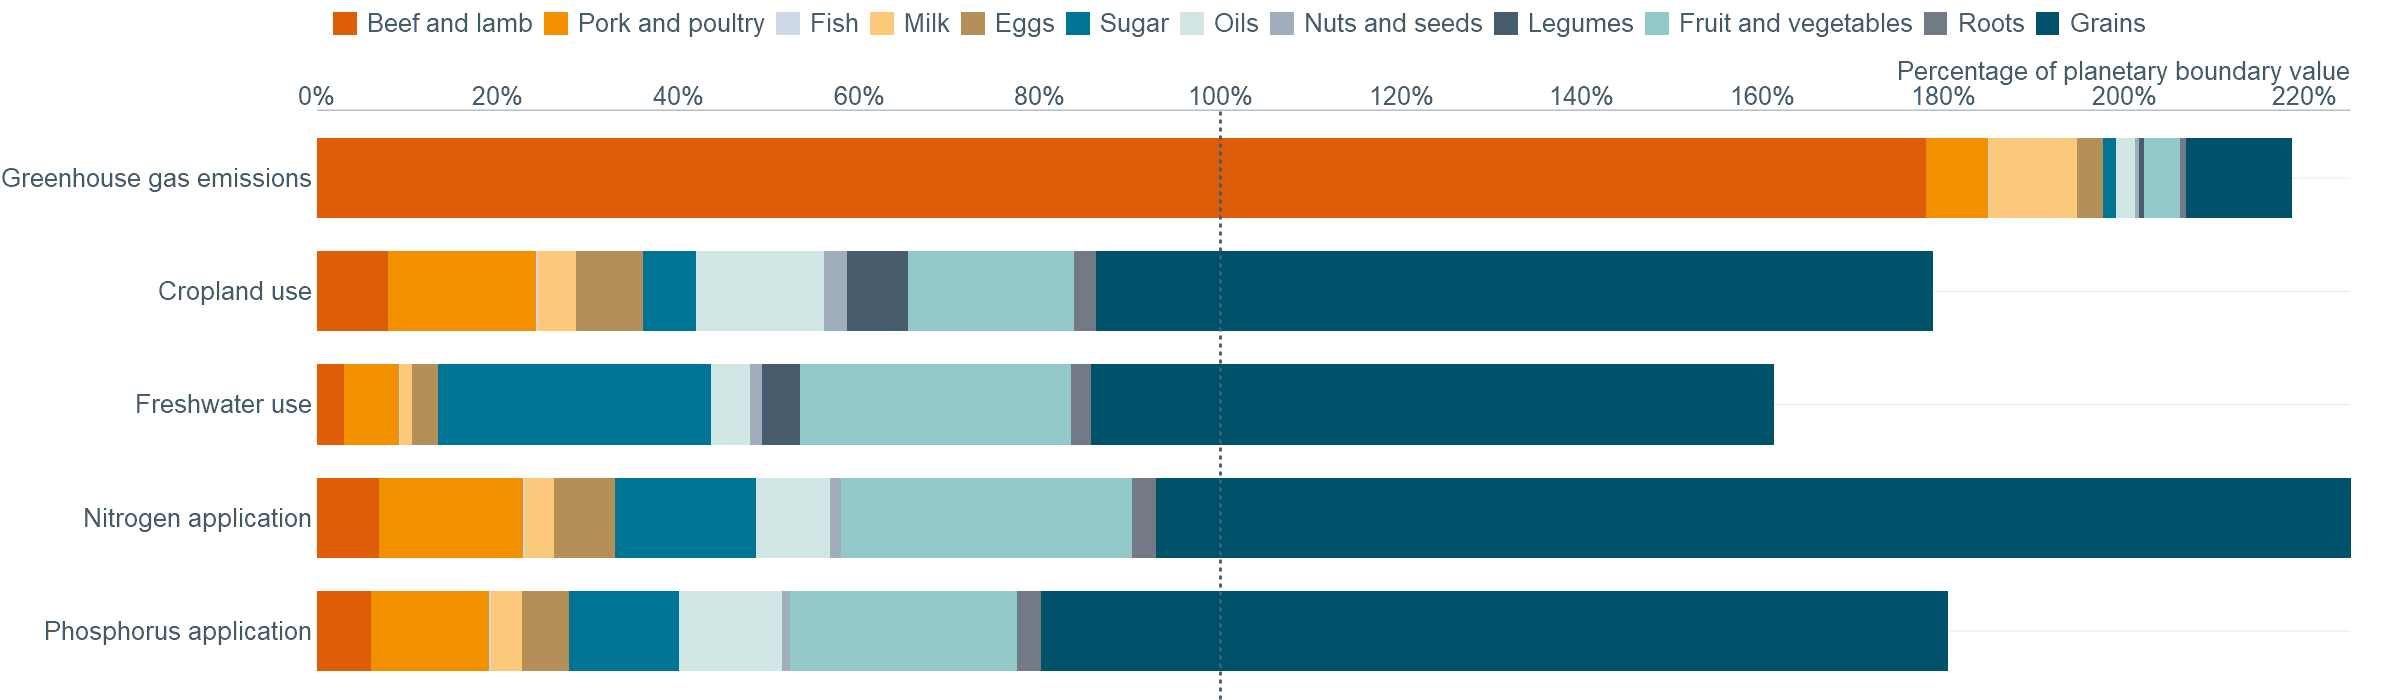 Beef and lamb Pork and poultry Fish Milk Eggs Sugar Oils Nuts and seeds Legumes Fruit and vegetables Roots Grains
Percentage of planetary boundary value
0% 20% 40% 60% 80% 100% 120% 140% 160% 180% 200% 220%
Greenhouse gas emissions
Cropland use
Freshwater use
Nitrogen application
Phosphorus application